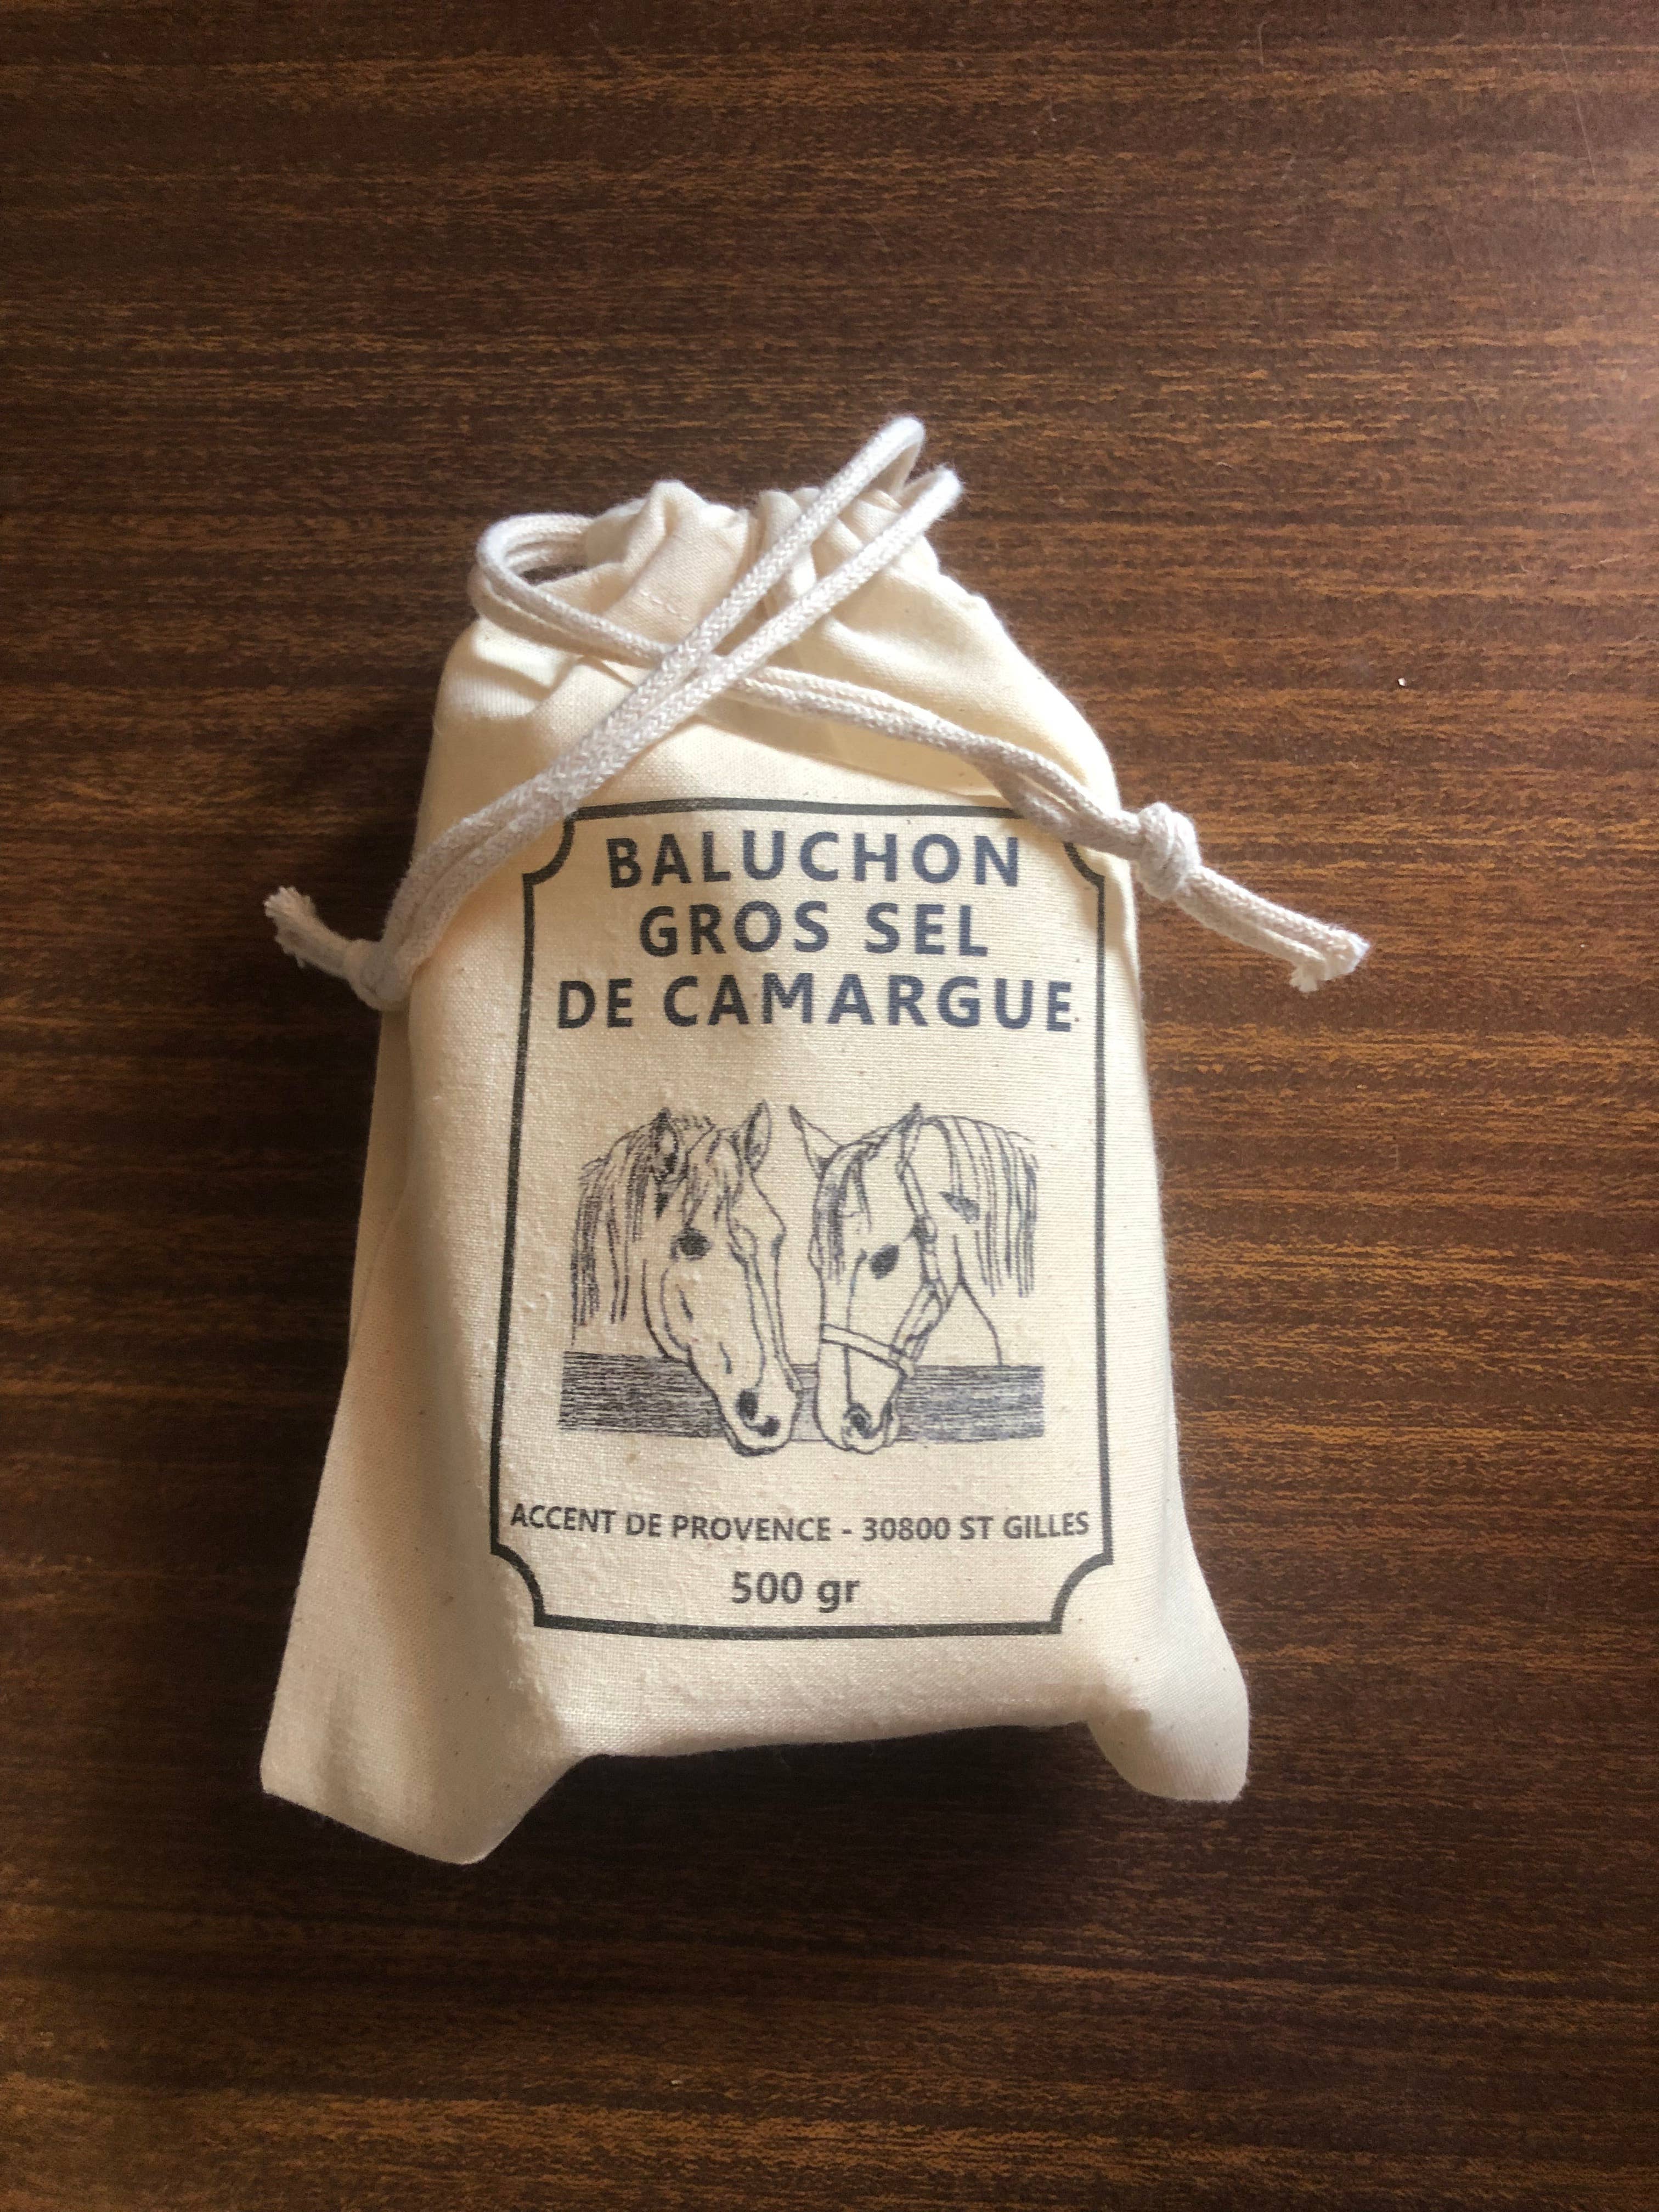 BALUCHON
GROS SEL
DE CAMARGUE
ACCENT DE PROVENCE - 30800 ST GILLES
500 gr